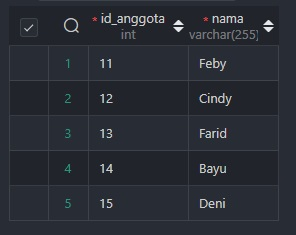 * id_anggota * nama
int varchar(255)
1 11 Feby
2 12 Cindy
3 13 Farid
4 14 Bayu
5 15 Deni